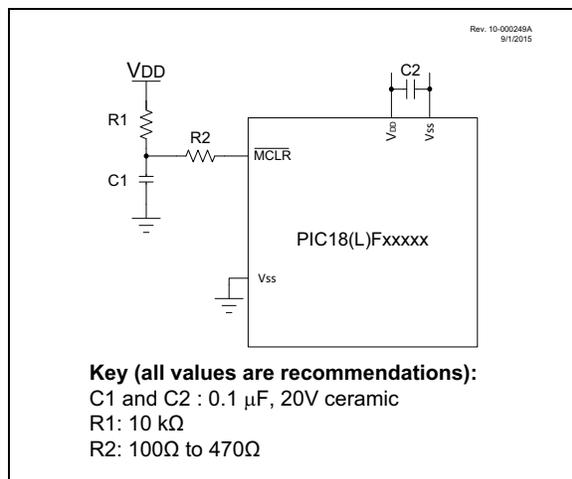 Rev. 10-000249A
9/1/2015
VDD
C2
R1
R2
VDD
Vss
MCLR
C1
PIC18(L)Fxxxxx
Vss
Key (all values are recommendations):
C1 and C2 : 0.1 μF, 20V ceramic
R1: 10 kΩ
R2: 100Ω to 470Ω